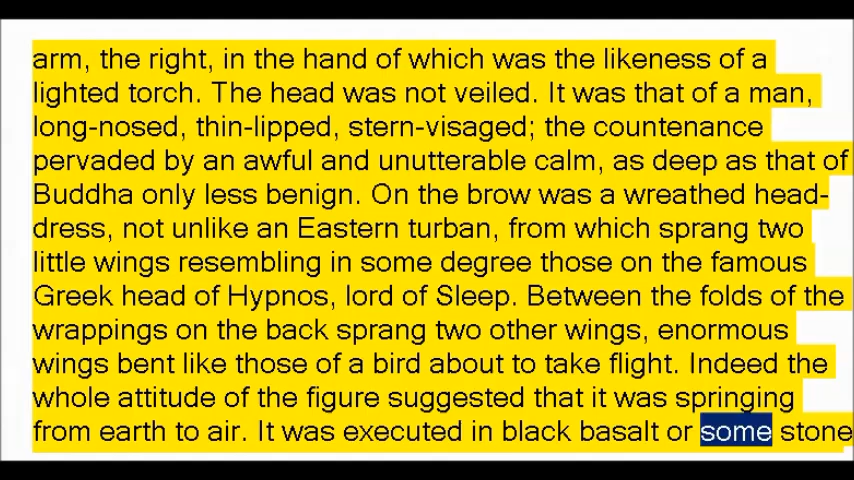 arm, the right, in the hand of which was the likeness of a
lighted torch. The head was not veiled. It was that of a man,
long-nosed, thin-lipped, stern-visaged; the countenance
pervaded by an awful and unutterable calm, as deep as that of
Buddha only less benign. On the brow was a wreathed head-
dress, not unlike an Eastern turban, from which sprang two
little wings resembling in some degree those on the famous
Greek head of Hypnos, lord of Sleep. Between the folds of the
wrappings on the back sprang two other wings, enormous
wings bent like those of a bird about to take flight. Indeed the
whole attitude of the figure suggested that it was springing
from earth to air. It was executed in black basalt or some stone